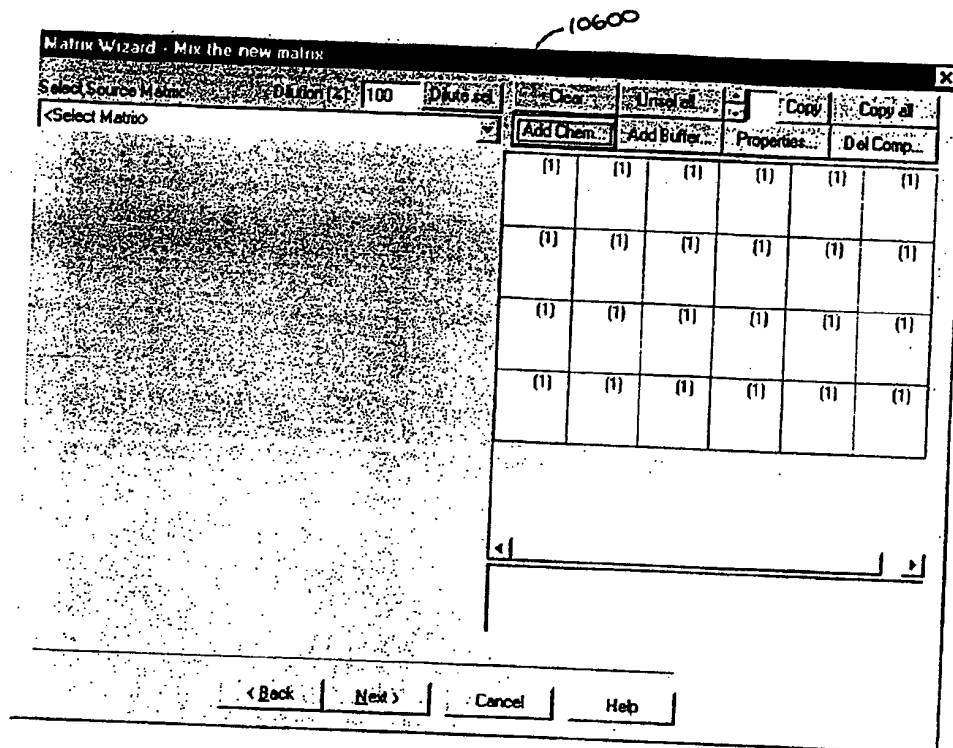 10600
Matrix Wizard - Mix the new matrix
Select Source Matrix Dilution [%] 100 Dilute sel Clear Unsel all Copy Copy all
<Select Matrix> Add Chem... Add Buffer... Properties... Del Comp...
(1) (1) (1) (1) (1) (1)
(1) (1) (1) (1) (1) (1)
(1) (1) (1) (1) (1) (1)
(1) (1) (1) (1) (1) (1)
< Back Next > Cancel Help